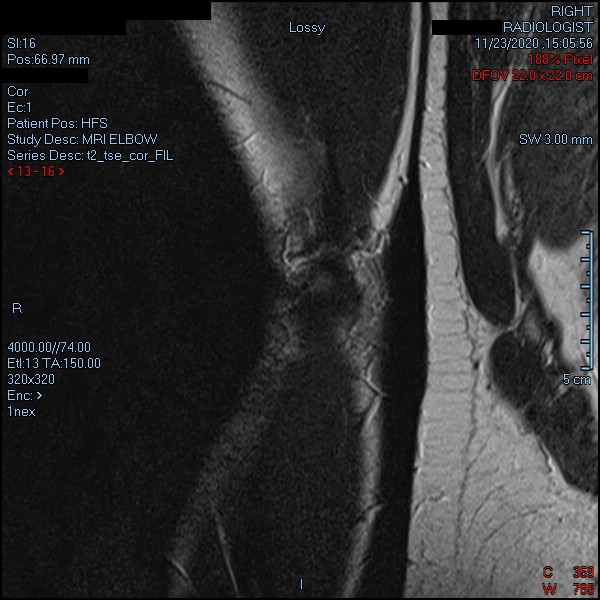 RIGHT
Lossy
RADIOLOGIST
SI:16
11/23/2020 ,15:05:56
Pos:66.97 mm
188% Pixel
DFOV 22.0 x 22.0 cm
Cor
Ec:1
Patient Pos: HFS
Study Desc: MRI ELBOW
SW 3.00 mm
Series Desc: t2_tse_cor_FIL
< 13 - 16 >
R
4000.00//74.00
Etl:13 TA:150.00
320x320
5 cm
Enc: >
1nex
I
C 359
W 765